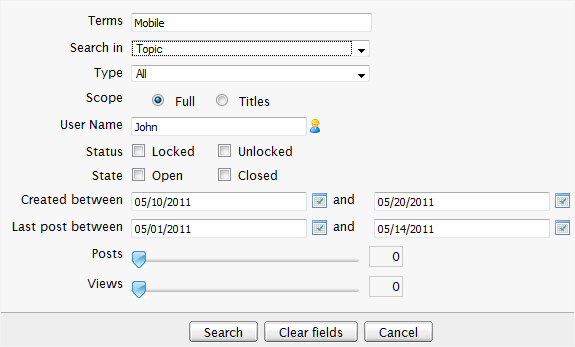 Terms Mobile
Search in Topic
Type All
Scope Full Titles
User Name John
Status Locked Unlocked
State Open Closed
Created between 05/10/2011 and 05/20/2011
Last post between 05/01/2011 and 05/14/2011
Posts 0
Views 0
Search Clear fields Cancel